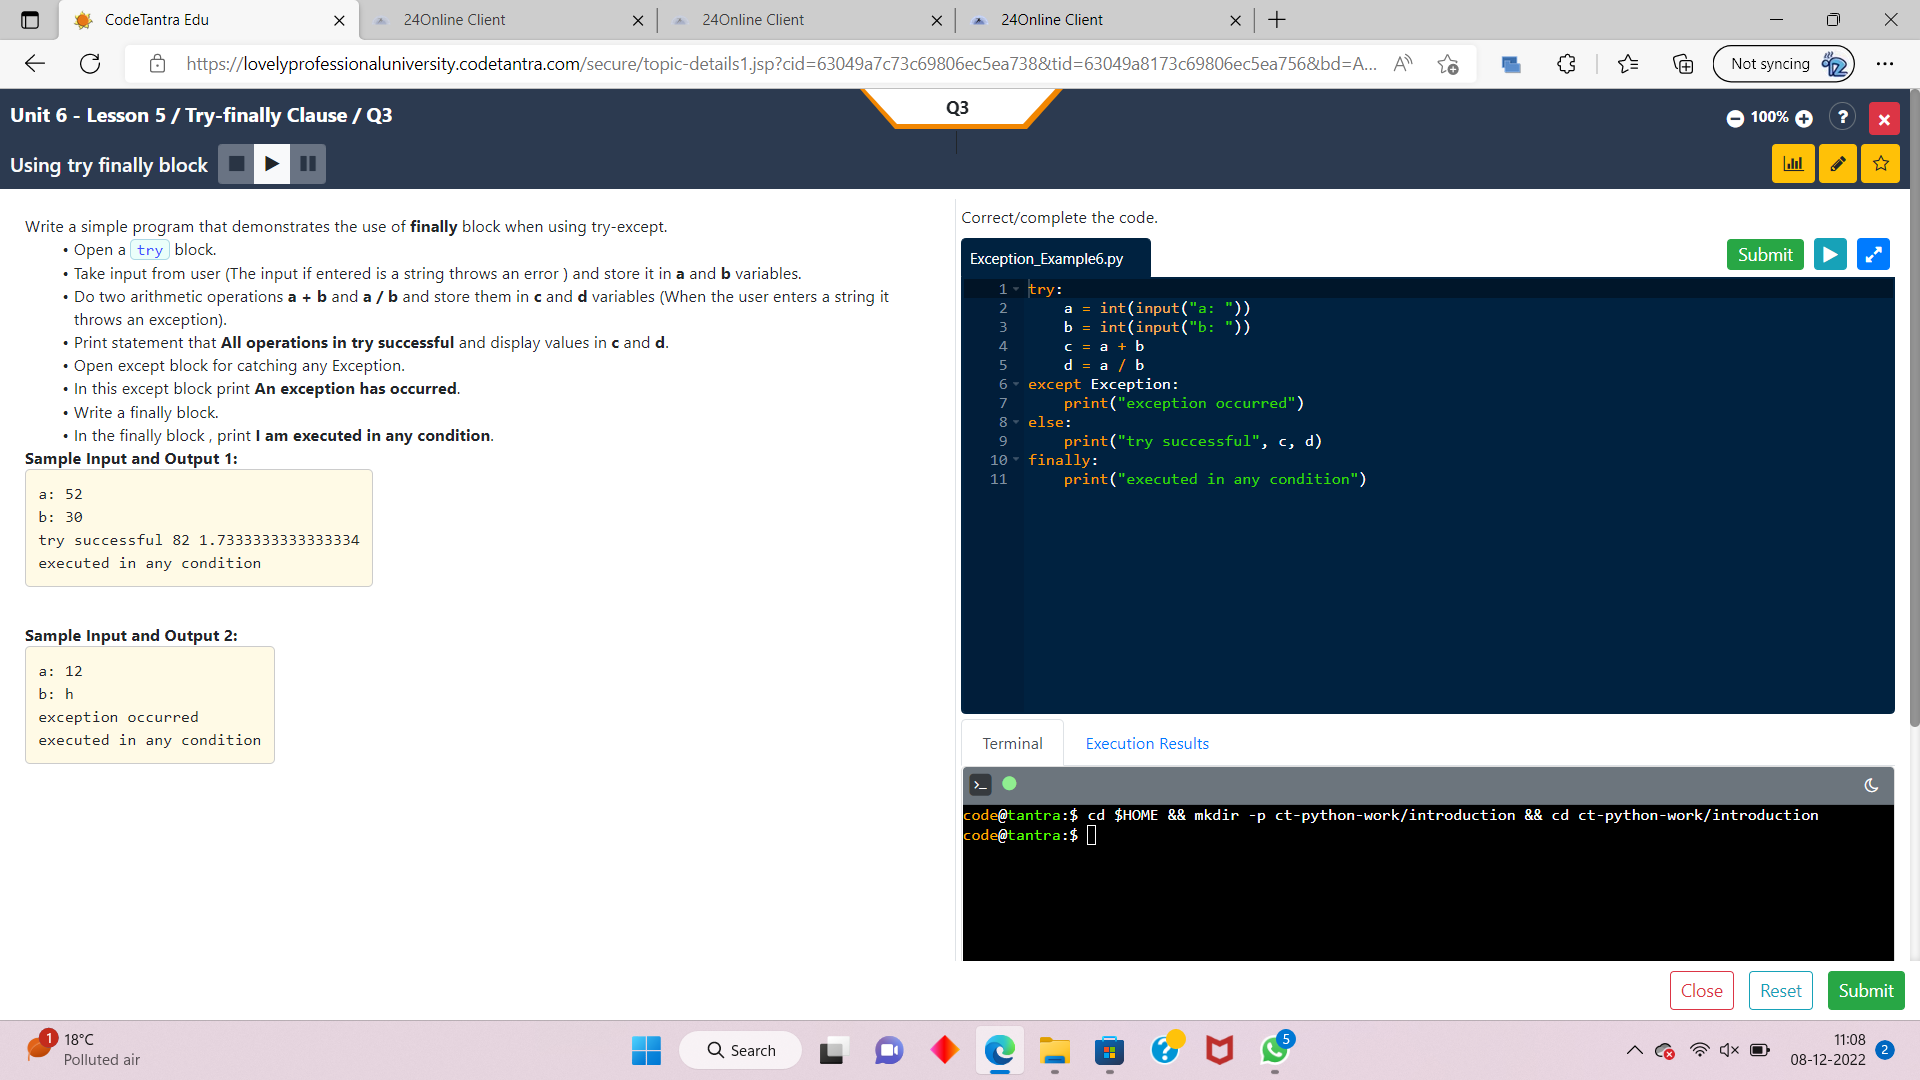 CodeTantra Edu
24Online Client
24Online Client
24Online Client
https://lovelyprofessionaluniversity.codetantra.com/secure/topic-details1.jsp?cid=63049a7c73c69806ec5ea738&tid=63049a8173c69806ec5ea756&bd=A...
Not syncing
Unit 6 - Lesson 5 / Try-finally Clause / Q3
Q3
100%
?
Using try finally block
Write a simple program that demonstrates the use of finally block when using try-except.
• Open a try block.
• Take input from user (The input if entered is a string throws an error ) and store it in a and b variables.
• Do two arithmetic operations a + b and a / b and store them in c and d variables (When the user enters a string it
throws an exception).
• Print statement that All operations in try successful and display values in c and d.
• Open except block for catching any Exception.
• In this except block print An exception has occurred.
• Write a finally block.
• In the finally block , print I am executed in any condition.
Sample Input and Output 1:
a: 52
b: 30
try successful 82 1.7333333333333334
executed in any condition
Sample Input and Output 2:
a: 12
b: h
exception occurred
executed in any condition
Correct/complete the code.
Exception_Example6.py
Submit
1 try:
2 a = int(input("a: "))
3 b = int(input("b: "))
4 c = a + b
5 d = a / b
6 except Exception:
7 print("exception occurred")
8 else:
9 print("try successful", c, d)
10 finally:
11 print("executed in any condition")
Terminal
Execution Results
code@tantra:$ cd $HOME && mkdir -p ct-python-work/introduction && cd ct-python-work/introduction
code@tantra:$
Close
Reset
Submit
1
18°C
Polluted air
Search
5
11:08
08-12-2022
2